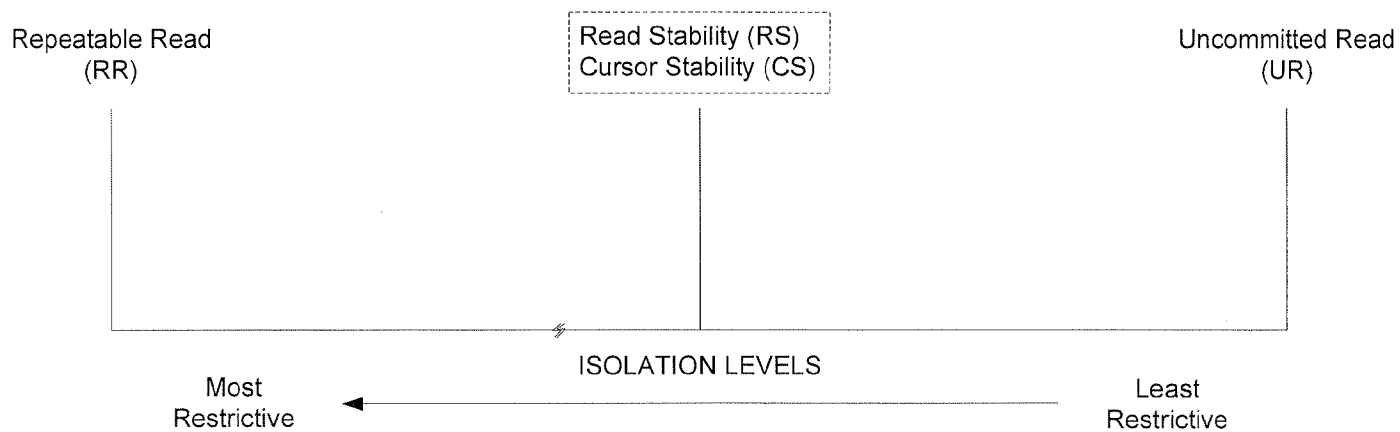 Repeatable Read
(RR)
Read Stability (RS)
Cursor Stability (CS)
Uncommitted Read
(UR)
ISOLATION LEVELS
Most
Restrictive
Least
Restrictive